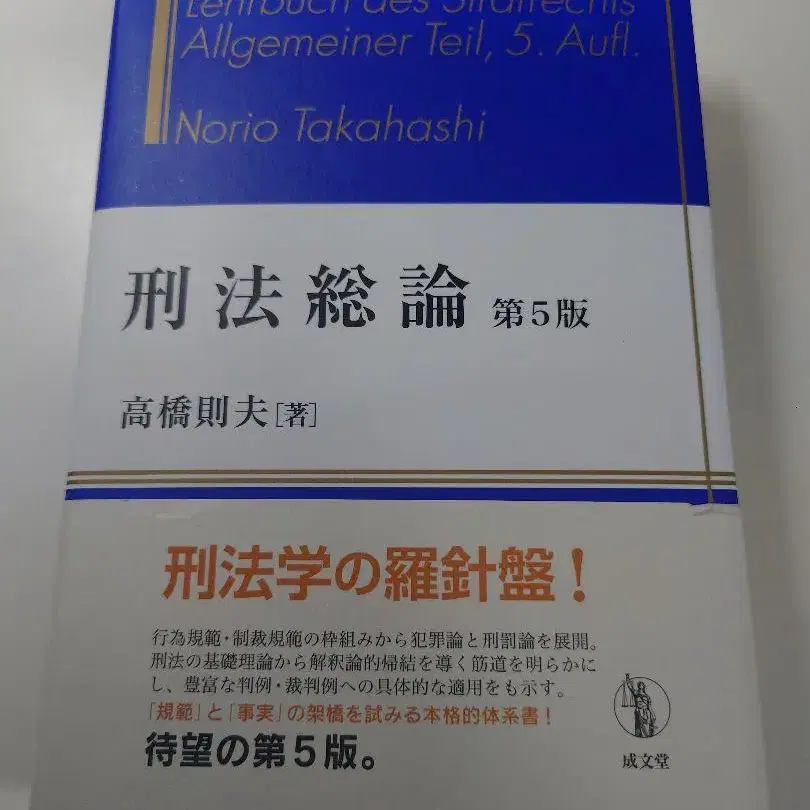 Lehrbuch des Strafrechts
Allgemeiner Teil, 5. Aufl.
Norio Takahashi
刑法総論 第5版
高橋則夫[著]
刑法学の羅針盤!
行為規範・制裁規範の枠組みから犯罪論と刑罰論を展開。
刑法の基礎理論から解釈論的帰結を導く筋道を明らかに
し、豊富な判例・裁判例への具体的な適用をも示す。
「規範」と「事実」の架橋を試みる本格的体系書!
待望の第5版。
成文堂